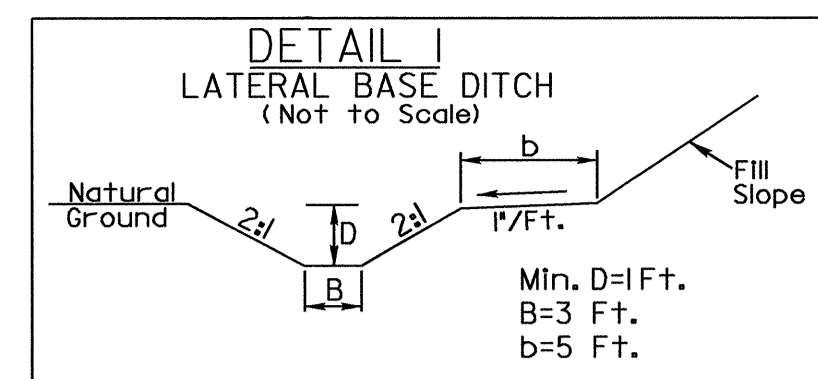 DETAIL 1
LATERAL BASE DITCH
(Not to Scale)
b
Natural
Ground
2:1
D
2:1
1"/Ft.
Fill
Slope
B
Min. D=1 Ft.
B=3 Ft.
b=5 Ft.